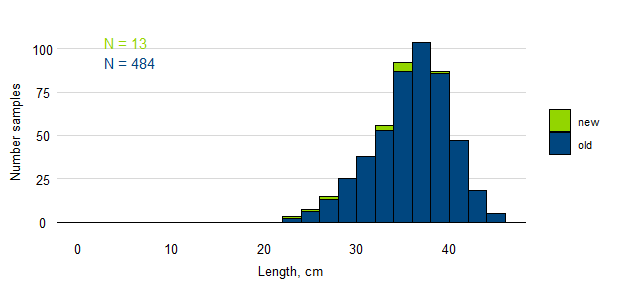 N = 13
N = 484
100
75
50
25
0
Number samples
0 10 20 30 40
Length, cm
new
old